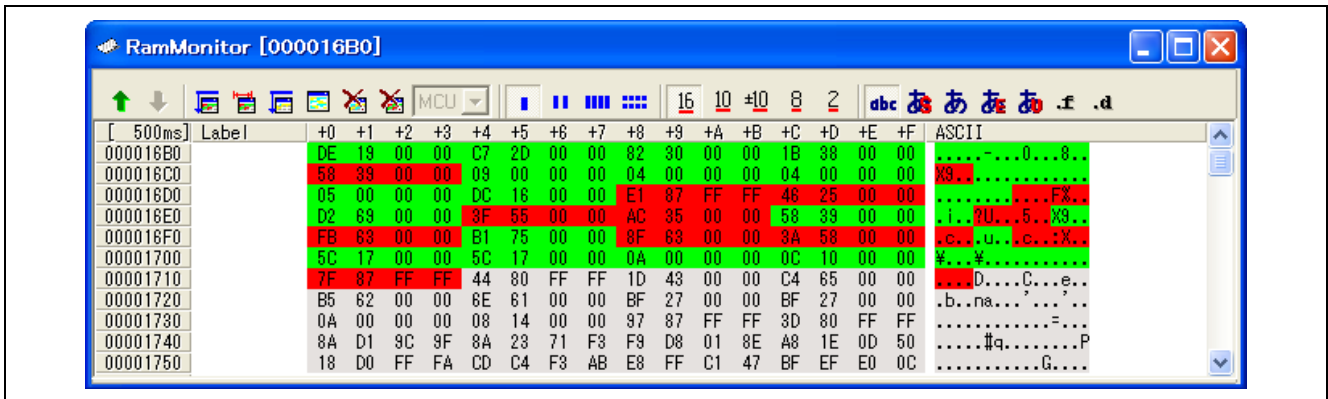 RamMonitor [000016B0]
MCU 16 10 ±10 8 2 abc あS あ あE あU .f .d
[ 500ms] Label +0 +1 +2 +3 +4 +5 +6 +7 +8 +9 +A +B +C +D +E +F ASCII
000016B0 DE 19 00 00 C7 2D 00 00 82 30 00 00 1B 38 00 00 .....-...0...8..
000016C0 58 39 00 00 09 00 00 00 04 00 00 00 04 00 00 00 X9..............
000016D0 05 00 00 00 DC 16 00 00 E1 87 FF FF 46 25 00 00 ............F%..
000016E0 D2 69 00 00 3F 55 00 00 AC 35 00 00 58 39 00 00 .i..?U...5..X9..
000016F0 FB 63 00 00 B1 75 00 00 8F 63 00 00 3A 58 00 00 .c...u...c..:X..
00001700 5C 17 00 00 5C 17 00 00 0A 00 00 00 0C 10 00 00 ¥...¥...........
00001710 7F 87 FF FF 44 80 FF FF 1D 43 00 00 C4 65 00 00 ....D....C...e..
00001720 B5 62 00 00 6E 61 00 00 BF 27 00 00 BF 27 00 00 .b..na...'...'..
00001730 0A 00 00 00 08 14 00 00 97 87 FF FF 3D 80 FF FF ............=...
00001740 8A D1 9C 9F 8A 23 71 F3 F9 D8 01 8E A8 1E 0D 50 .....#q........P
00001750 18 D0 FF FA CD C4 F3 AB E8 FF C1 47 BF EF E0 0C ...........G....